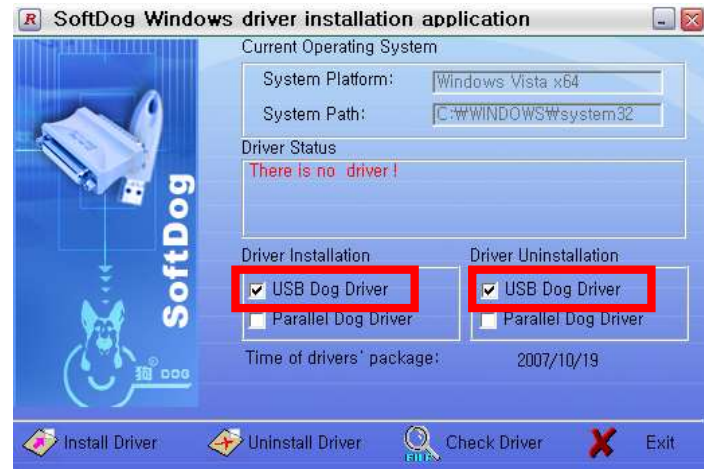 R SoftDog Windows driver installation application
Current Operating System
System Platform: Windows Vista x64
System Path: C:₩WINDOWS₩system32
Driver Status
There is no driver !
SoftDog
Driver Installation
Driver Uninstallation
USB Dog Driver
USB Dog Driver
Parallel Dog Driver
Parallel Dog Driver
Time of drivers' package: 2007/10/19
狗 DOG
Install Driver
Uninstall Driver
FILE
Check Driver
Exit